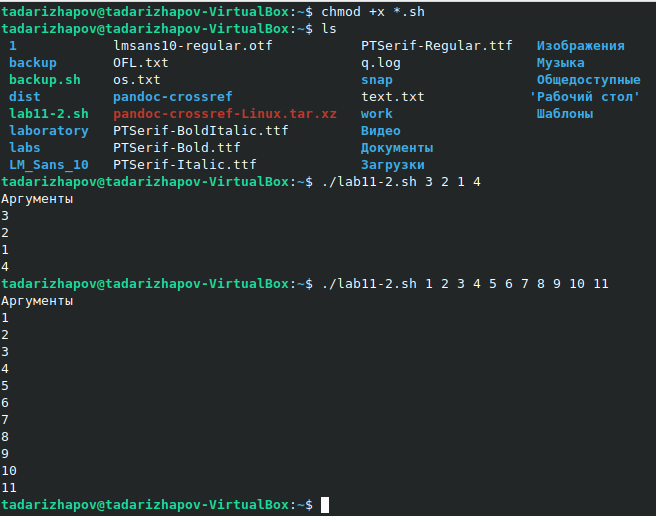 tadarizhapov@tadarizhapov-VirtualBox:~$ chmod +x *.sh
tadarizhapov@tadarizhapov-VirtualBox:~$ ls
1 lmsans10-regular.otf PTSerif-Regular.ttf Изображения
backup OFL.txt q.log Музыка
backup.sh os.txt snap Общедоступные
dist pandoc-crossref text.txt 'Рабочий стол'
lab11-2.sh pandoc-crossref-Linux.tar.xz work Шаблоны
laboratory PTSerif-BoldItalic.ttf Видео
labs PTSerif-Bold.ttf Документы
LM_Sans_10 PTSerif-Italic.ttf Загрузки
tadarizhapov@tadarizhapov-VirtualBox:~$ ./lab11-2.sh 3 2 1 4
Аргументы
3
2
1
4
tadarizhapov@tadarizhapov-VirtualBox:~$ ./lab11-2.sh 1 2 3 4 5 6 7 8 9 10 11
Аргументы
1
2
3
4
5
6
7
8
9
10
11
tadarizhapov@tadarizhapov-VirtualBox:~$